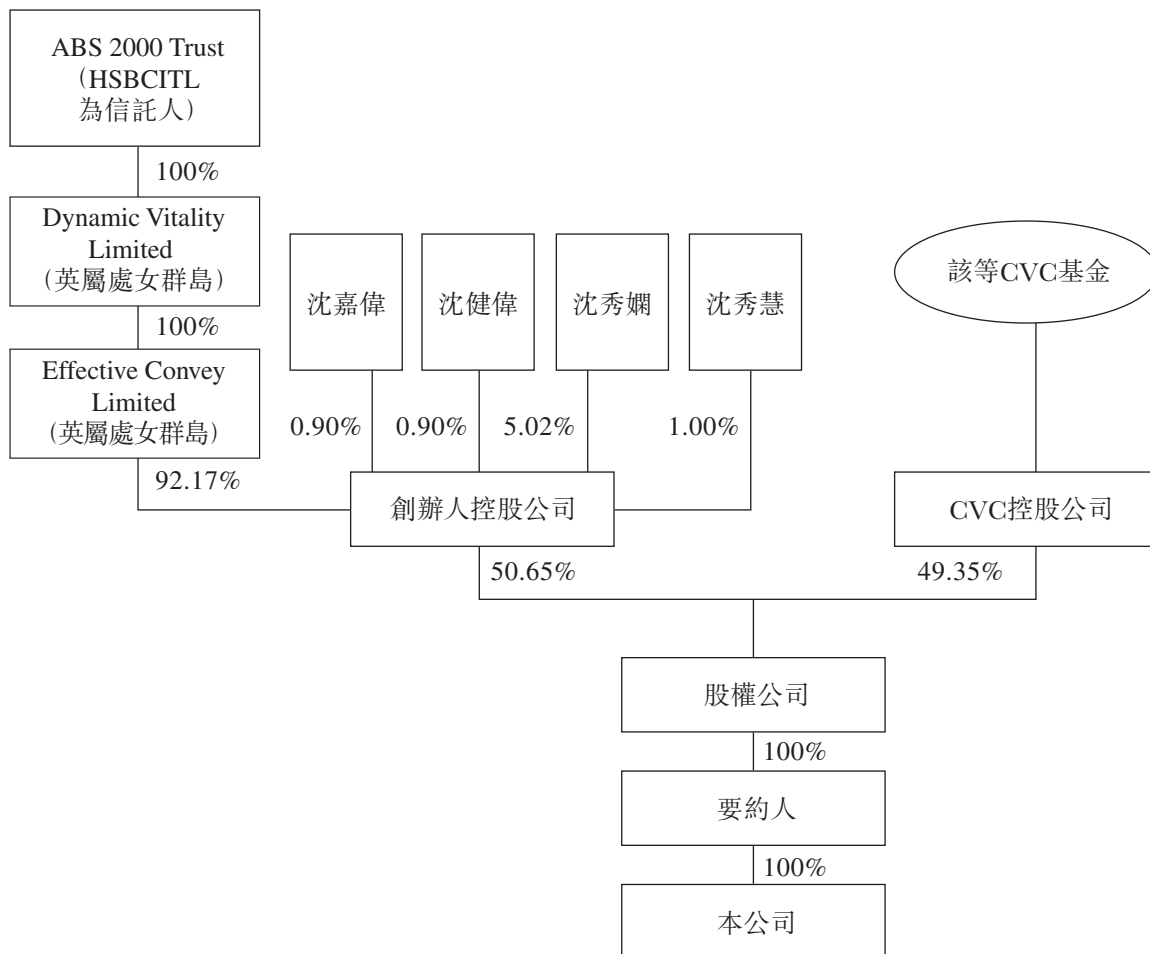 ABS 2000 Trust
（HSBCITL
為信託人）
100%
Dynamic Vitality
Limited
（英屬處女群島）
100%
Effective Convey
Limited
（英屬處女群島）
92.17%
沈嘉偉
沈健偉
沈秀嫻
沈秀慧
0.90%
0.90%
5.02%
1.00%
創辦人控股公司
50.65%
該等CVC基金
CVC控股公司
49.35%
股權公司
100%
要約人
100%
本公司